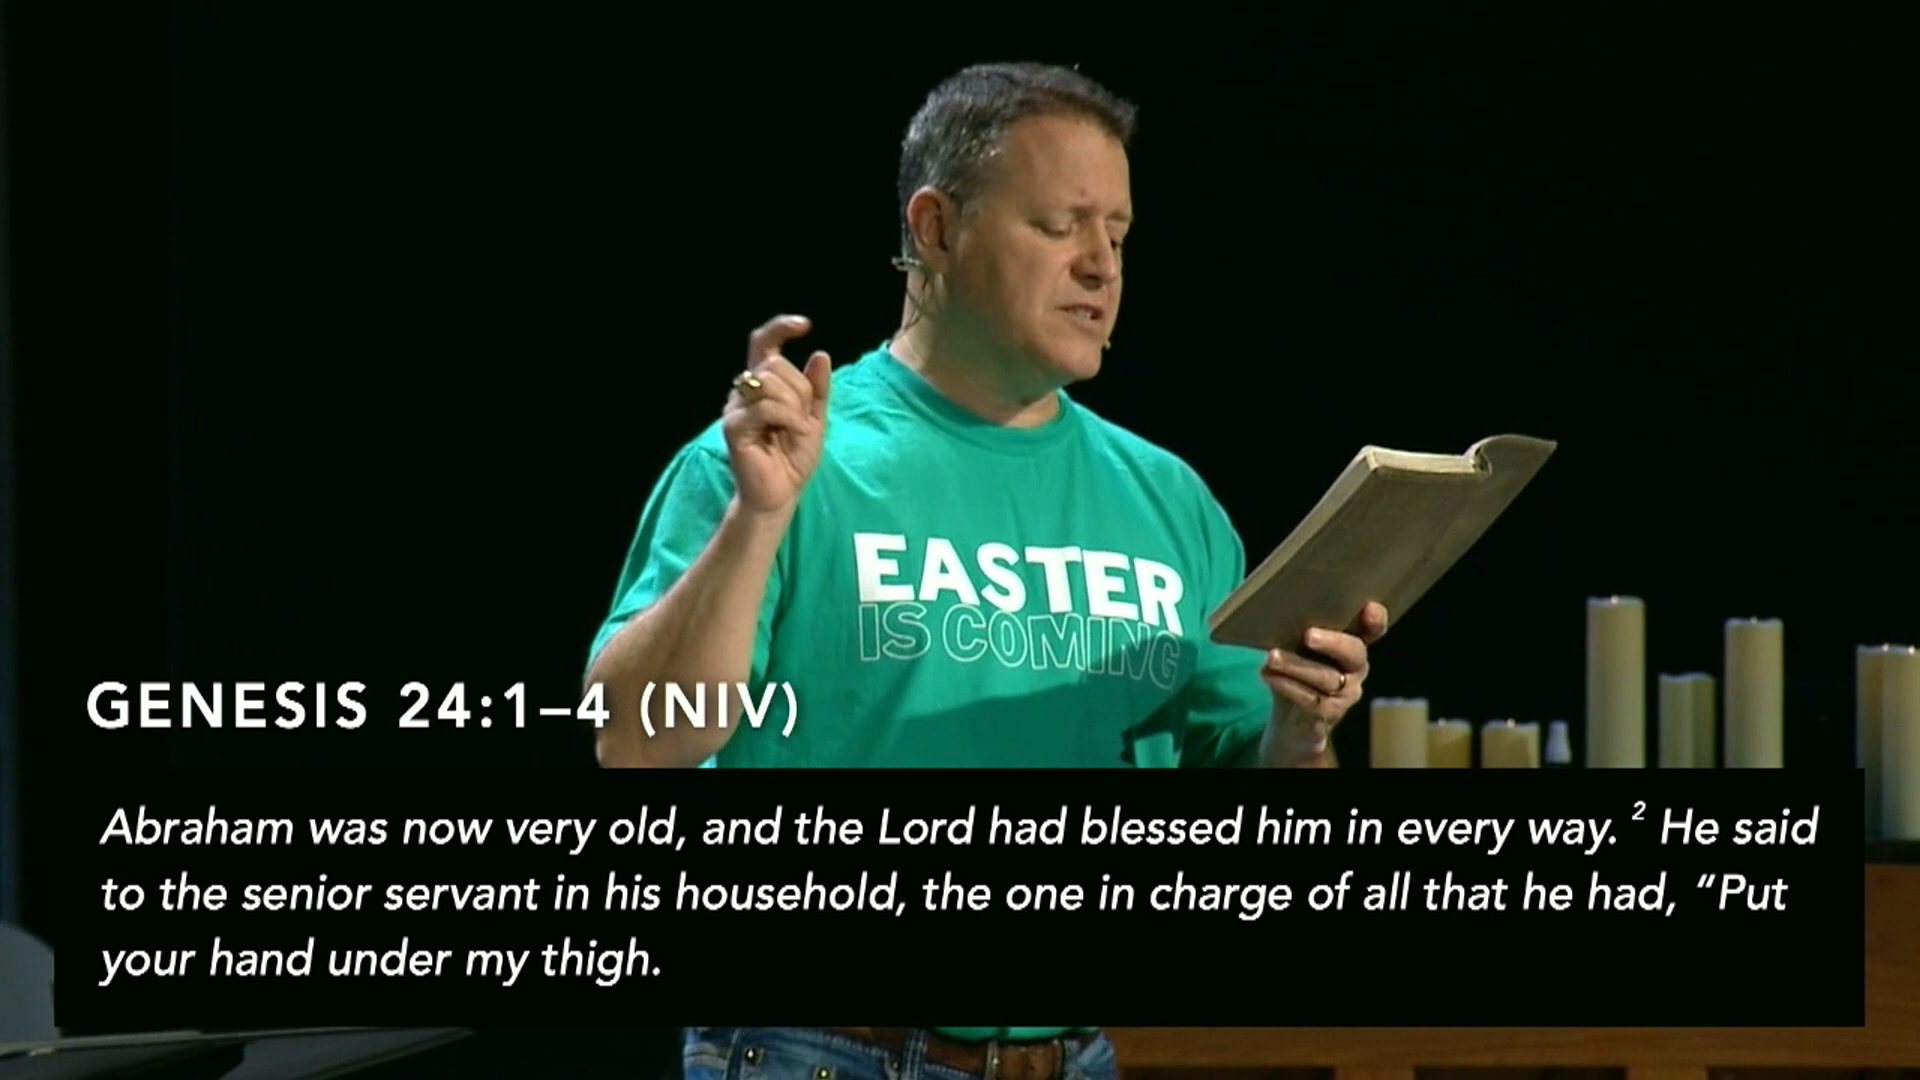 EASTER
IS COMING
GENESIS 24:1–4 (NIV)
Abraham was now very old, and the Lord had blessed him in every way. ² He said
to the senior servant in his household, the one in charge of all that he had, “Put
your hand under my thigh.